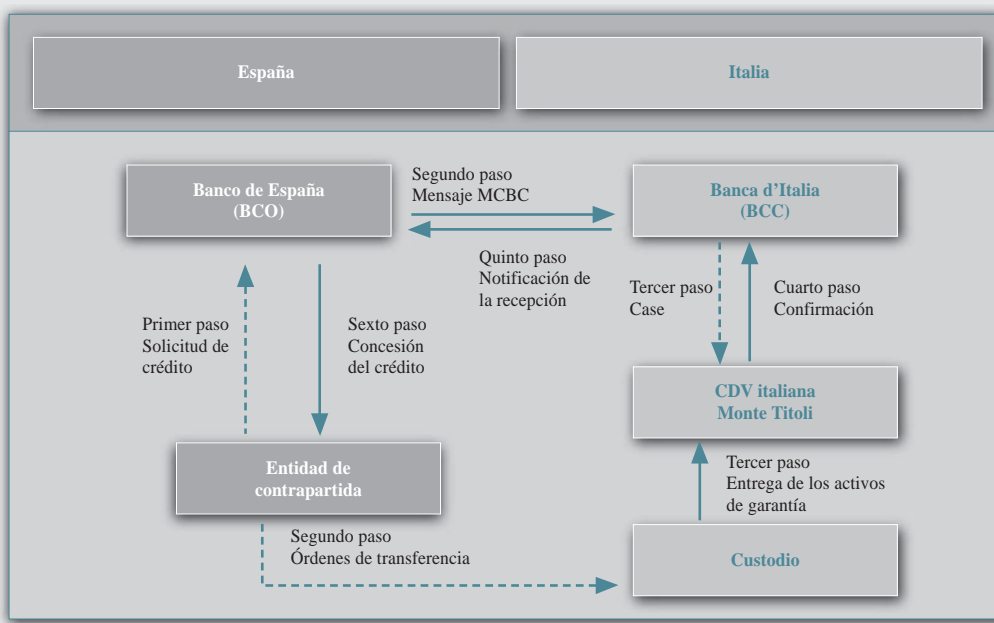 España
Italia
Banco de España
(BCO)
Segundo paso
Mensaje MCBC
Banca d’Italia
(BCC)
Quinto paso
Notificación de
la recepción
Primer paso
Solicitud de
crédito
Sexto paso
Concesión
del crédito
Tercer paso
Case
Cuarto paso
Confirmación
CDV italiana
Monte Titoli
Entidad de
contrapartida
Tercer paso
Entrega de los activos
de garantía
Segundo paso
Órdenes de transferencia
Custodio